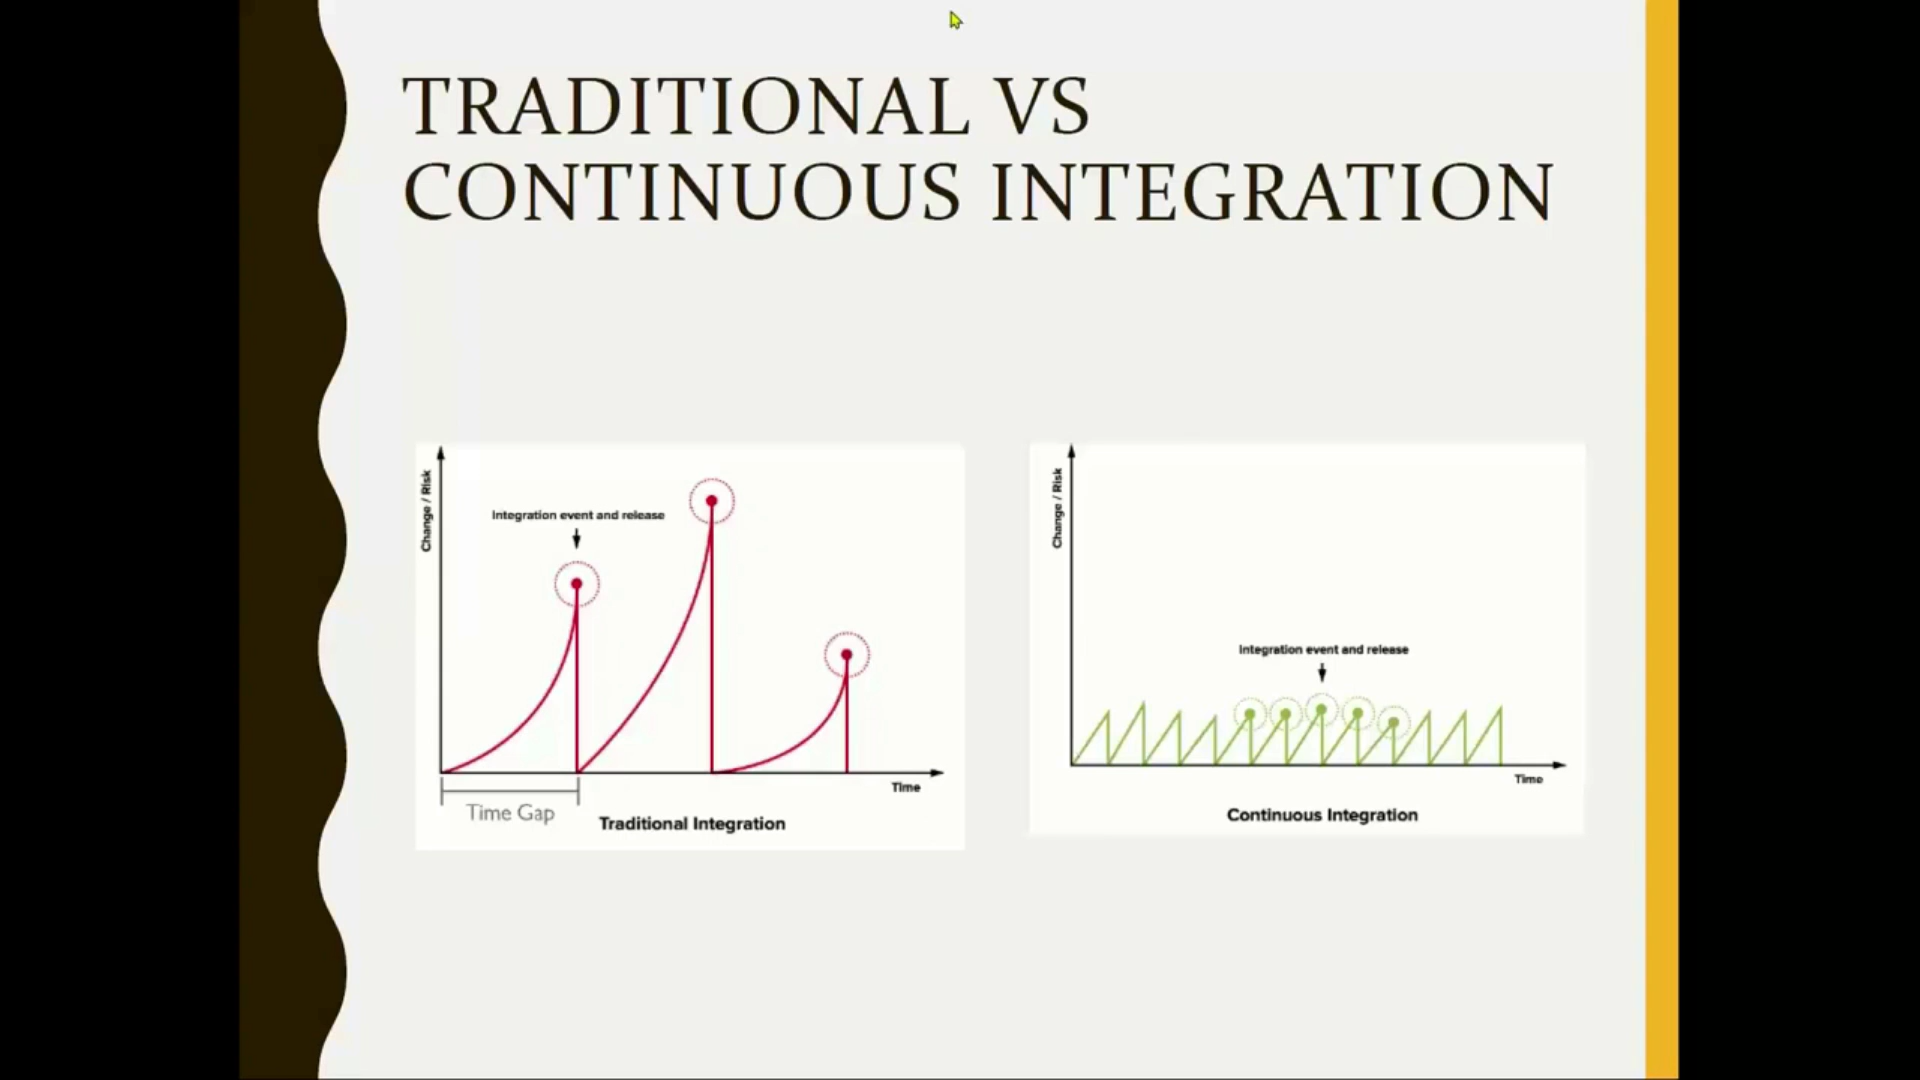 TRADITIONAL VS
CONTINUOUS INTEGRATION
Change / Risk
Integration event and release
Time
Time Gap
Traditional Integration
Change / Risk
Integration event and release
Time
Continuous Integration